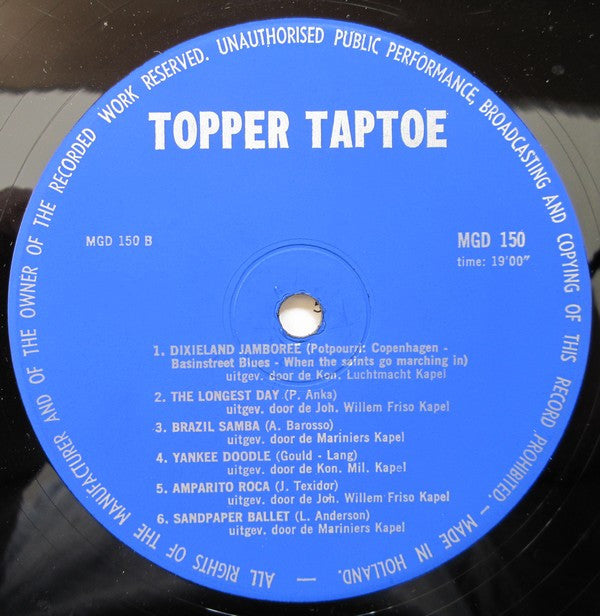 ALL RIGHTS OF THE MANUFACTURER AND OF THE OWNER OF THE RECORDED WORK RESERVED. UNAUTHORISED PUBLIC PERFORMANCE, BROADCASTING AND COPYING OF THIS RECORD PROHIBITED. — MADE IN HOLLAND. —
TOPPER TAPTOE
MGD 150 B
MGD 150
time: 19'00"
1. DIXIELAND JAMBOREE (Potpourri: Copenhagen -
Basinstreet Blues - When the saints go marching in)
uitgev. door de Kon. Luchtmacht Kapel
2. THE LONGEST DAY (P. Anka)
uitgev. door de Joh. Willem Friso Kapel
3. BRAZIL SAMBA (A. Barosso)
uitgev. door de Mariniers Kapel
4. YANKEE DOODLE (Gould - Lang)
uitgev. door de Kon. Mil. Kapel
5. AMPARITO ROCA (J. Texidor)
uitgev. door de Joh. Willem Friso Kapel
6. SANDPAPER BALLET (L. Anderson)
uitgev. door de Mariniers Kapel